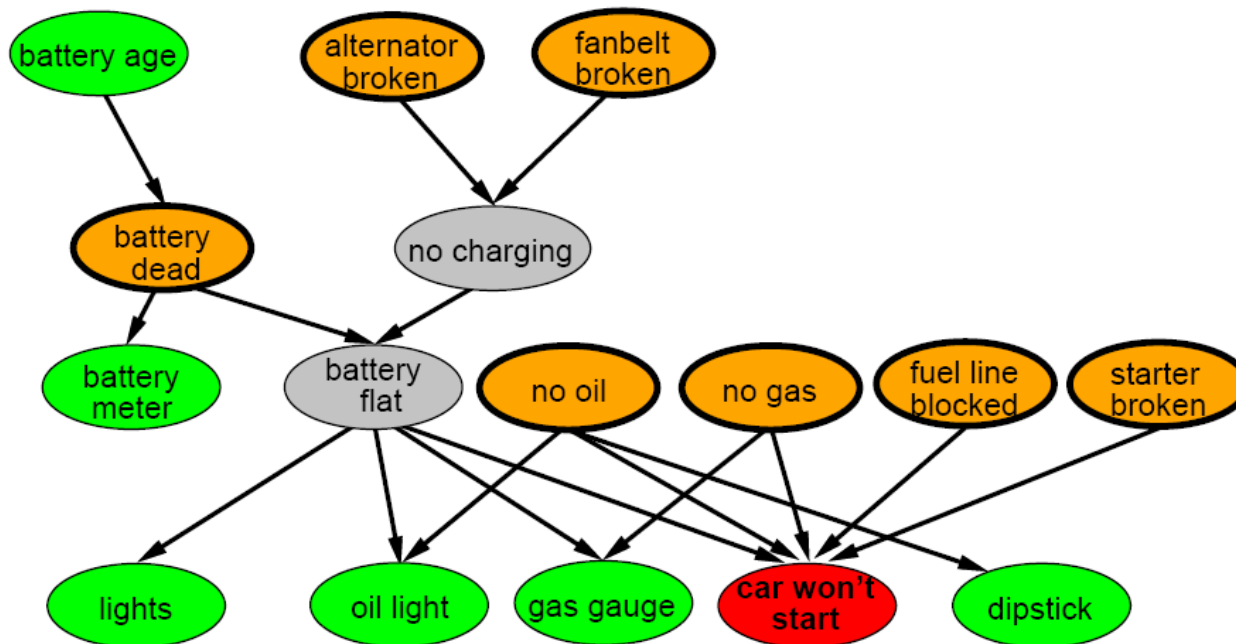 battery age
alternator
broken
fanbelt
broken
battery
dead
no charging
battery
meter
battery
flat
no oil
no gas
fuel line
blocked
starter
broken
lights
oil light
gas gauge
car won't
start
dipstick